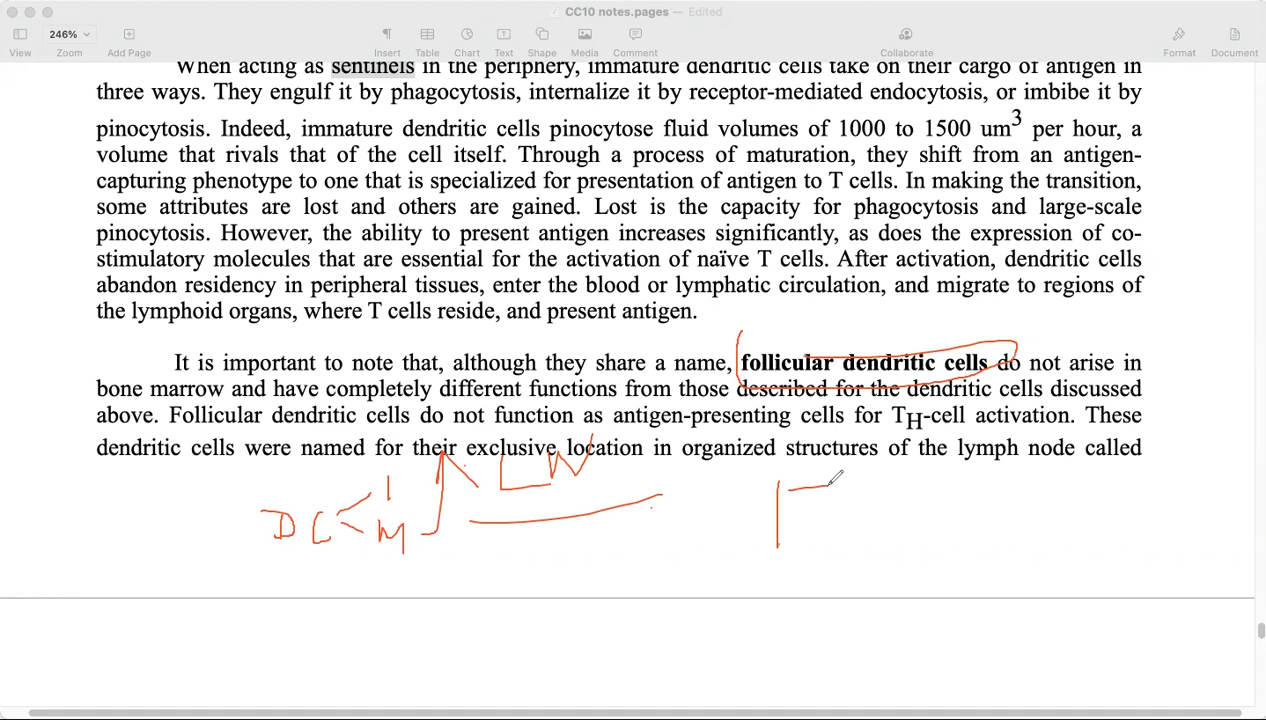 CC10 notes.pages — Edited
246%
View Zoom Add Page Insert Table Chart Text Shape Media Comment Collaborate Format Document
When acting as sentinels in the periphery, immature dendritic cells take on their cargo of antigen in
three ways. They engulf it by phagocytosis, internalize it by receptor-mediated endocytosis, or imbibe it by
pinocytosis. Indeed, immature dendritic cells pinocytose fluid volumes of 1000 to 1500 um3 per hour, a
volume that rivals that of the cell itself. Through a process of maturation, they shift from an antigen-
capturing phenotype to one that is specialized for presentation of antigen to T cells. In making the transition,
some attributes are lost and others are gained. Lost is the capacity for phagocytosis and large-scale
pinocytosis. However, the ability to present antigen increases significantly, as does the expression of co-
stimulatory molecules that are essential for the activation of naïve T cells. After activation, dendritic cells
abandon residency in peripheral tissues, enter the blood or lymphatic circulation, and migrate to regions of
the lymphoid organs, where T cells reside, and present antigen.
It is important to note that, although they share a name, follicular dendritic cells do not arise in
bone marrow and have completely different functions from those described for the dendritic cells discussed
above. Follicular dendritic cells do not function as antigen-presenting cells for TH-cell activation. These
dendritic cells were named for their exclusive location in organized structures of the lymph node called
LN
I
DC
M